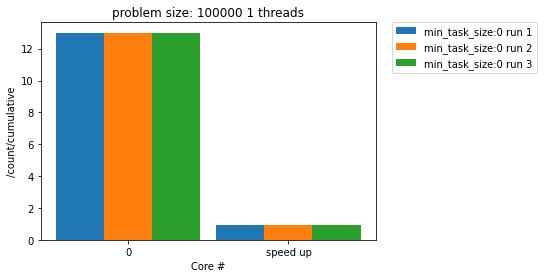 problem size: 100000 1 threads
12
10
8
6
4
2
0
/count/cumulative
0
speed up
Core #
min_task_size:0 run 1
min_task_size:0 run 2
min_task_size:0 run 3